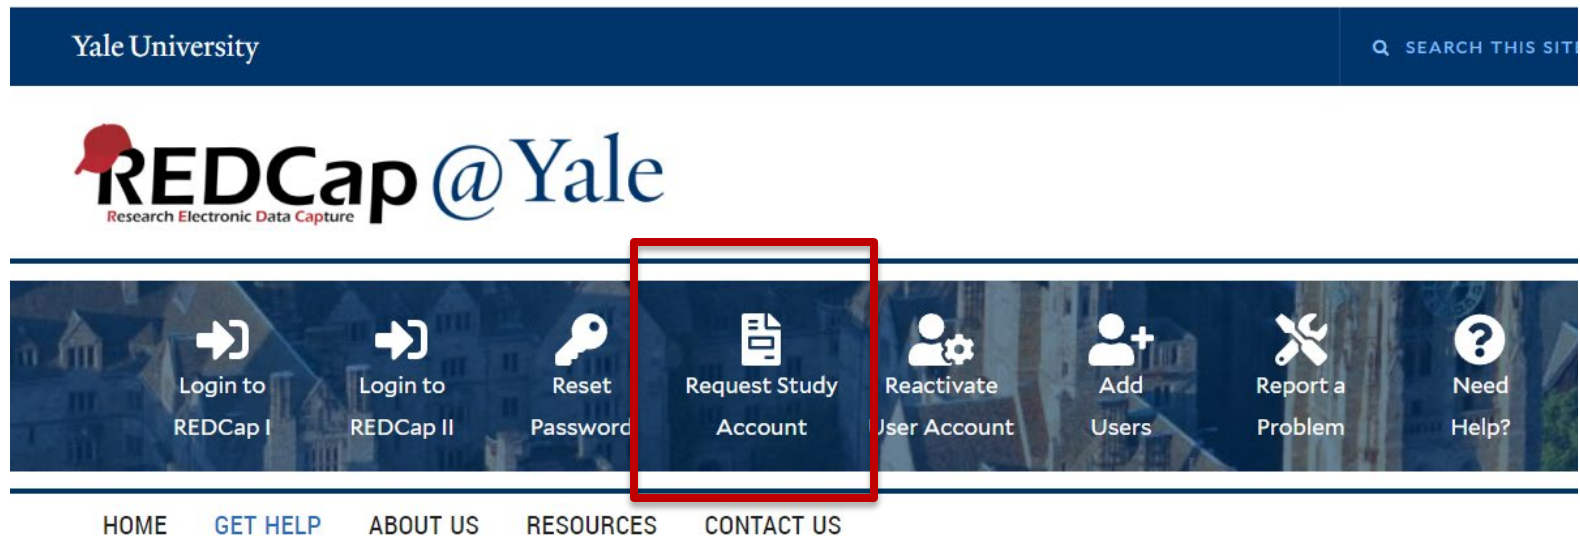 Yale University
SEARCH THIS SITE
REDCap @ Yale
Research Electronic Data Capture
Login to
REDCap I
Login to
REDCap II
Reset
Password
Request Study
Account
Reactivate
User Account
Add
Users
Report a
Problem
Need
Help?
HOME GET HELP ABOUT US RESOURCES CONTACT US